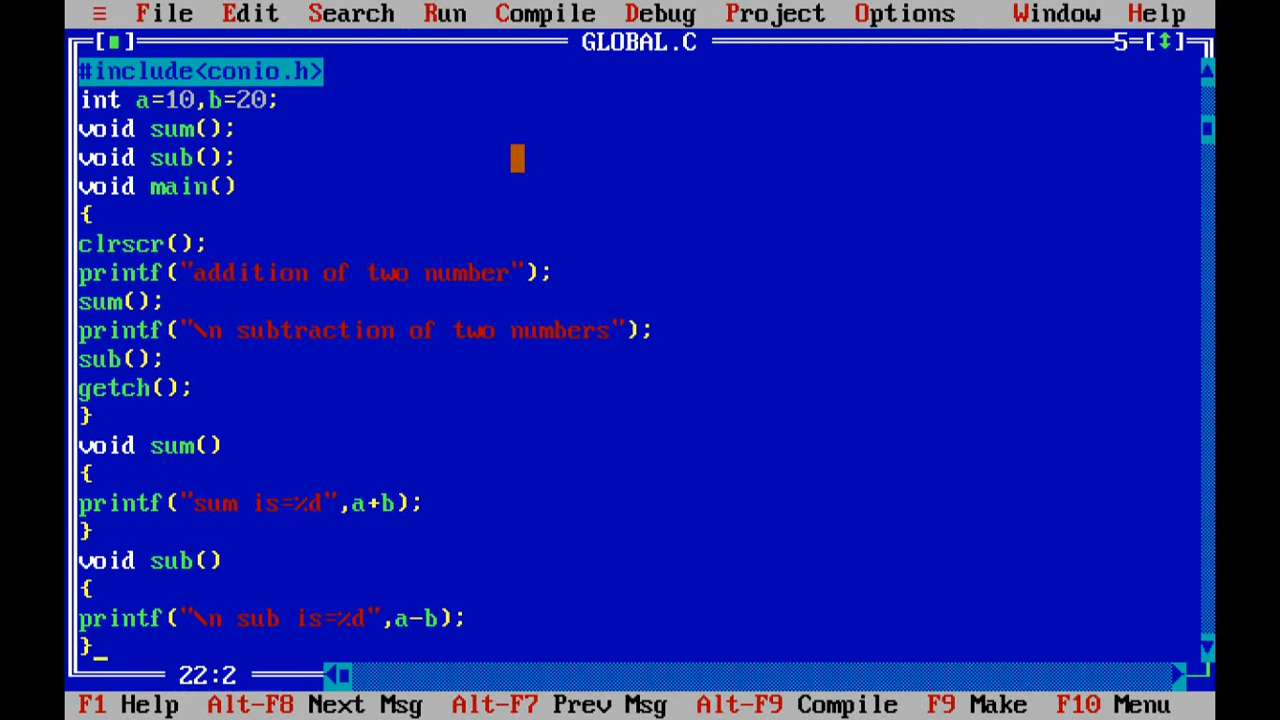 ≡ File Edit Search Run Compile Debug Project Options Window Help
[■] GLOBAL.C 5=[↕]
#include<conio.h>
int a=10,b=20;
void sum();
void sub();
void main()
{
clrscr();
printf("addition of two number");
sum();
printf("\n subtraction of two numbers");
sub();
getch();
}
void sum()
{
printf("sum is=%d",a+b);
}
void sub()
{
printf("\n sub is=%d",a-b);
}_
22:2
F1 Help Alt-F8 Next Msg Alt-F7 Prev Msg Alt-F9 Compile F9 Make F10 Menu